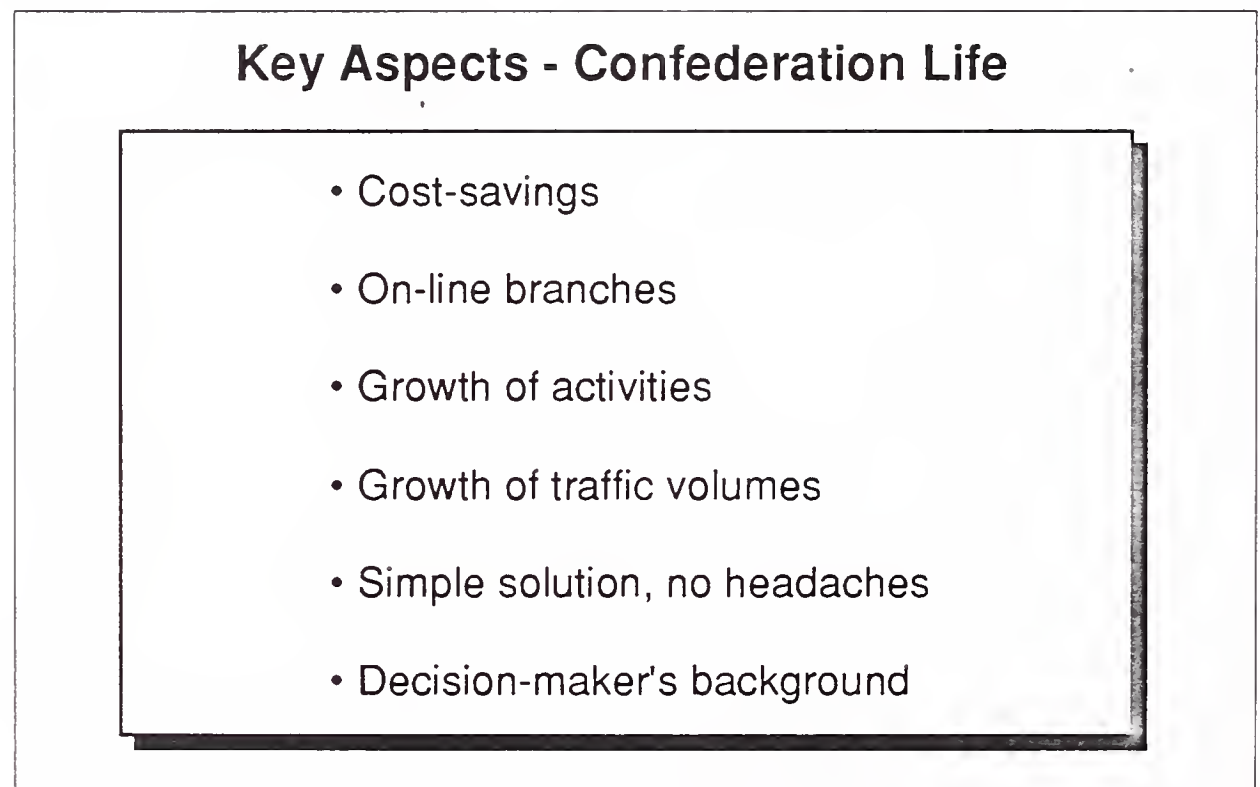 Key Aspects - Confederation Life
• Cost-savings
• On-line branches
• Growth of activities
• Growth of traffic volumes
• Simple solution, no headaches
• Decision-maker's background